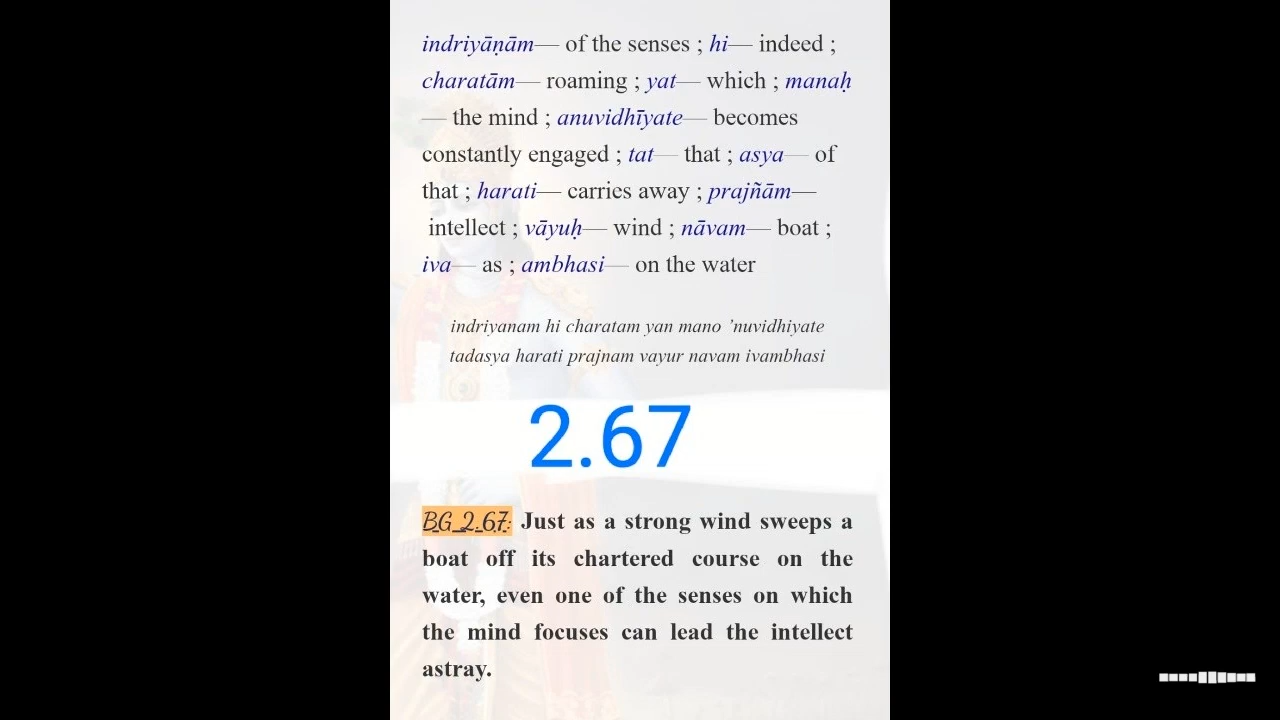 indriyāṇām— of the senses ; hi— indeed ;
charatām— roaming ; yat— which ; manaḥ
— the mind ; anuvidhīyate— becomes
constantly engaged ; tat— that ; asya— of
that ; harati— carries away ; prajñām—
intellect ; vāyuḥ— wind ; nāvam— boat ;
iva— as ; ambhasi— on the water
indriyanam hi charatam yan mano ’nuvidhiyate
tadasya harati prajnam vayur navam ivambhasi
2.67
BG 2.67: Just as a strong wind sweeps a
boat off its chartered course on the
water, even one of the senses on which
the mind focuses can lead the intellect
astray.